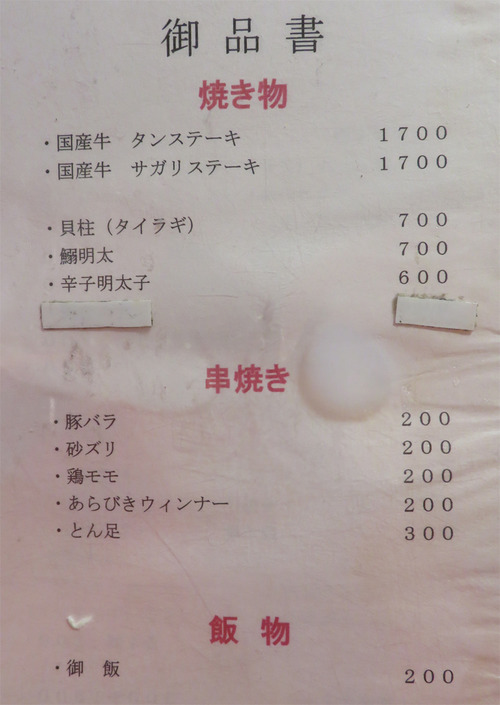 御品書
焼き物
・国産牛 タンステーキ 1700
・国産牛 サガリステーキ 1700
・貝柱(タイラギ) 700
・鰯明太 700
・辛子明太子 600
串焼き
・豚バラ 200
・砂ズリ 200
・鶏モモ 200
・あらびきウィンナー 200
・とん足 300
飯物
・御飯 200